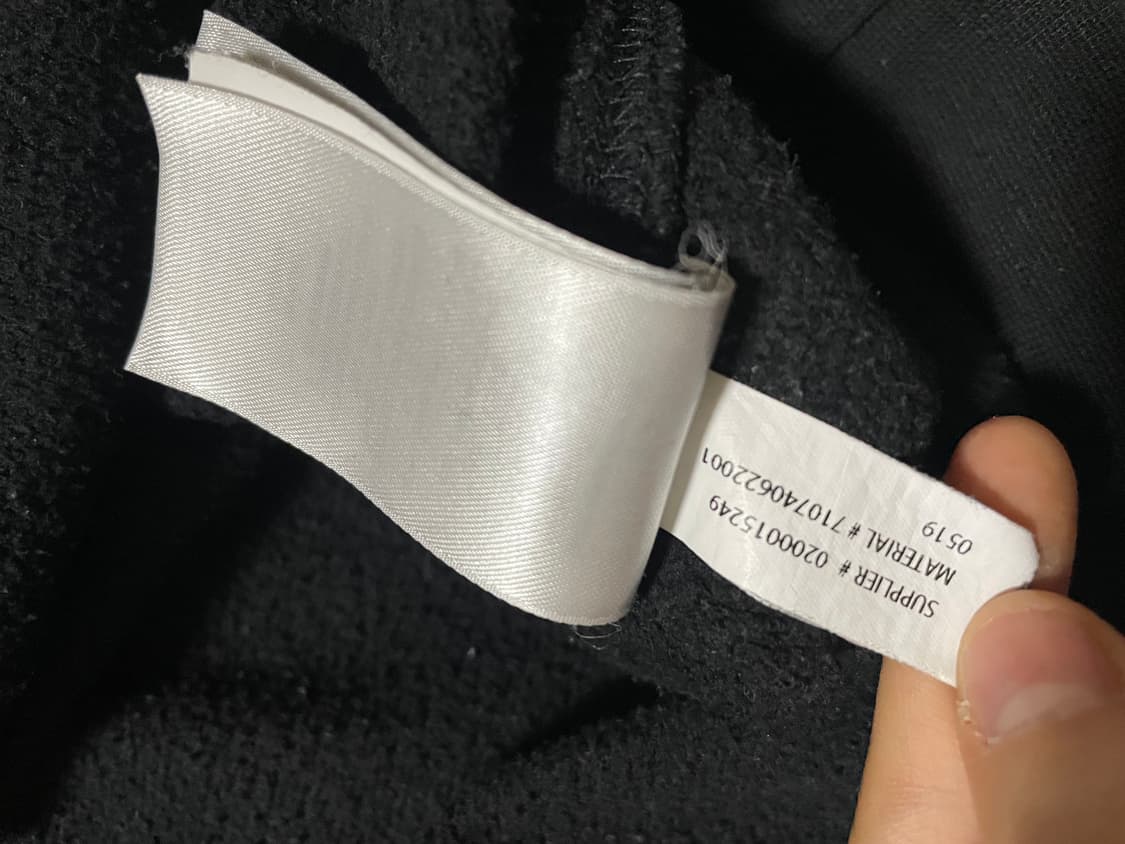 SUPPLIER # 0200015249
MATERIAL # 710740622001
0519